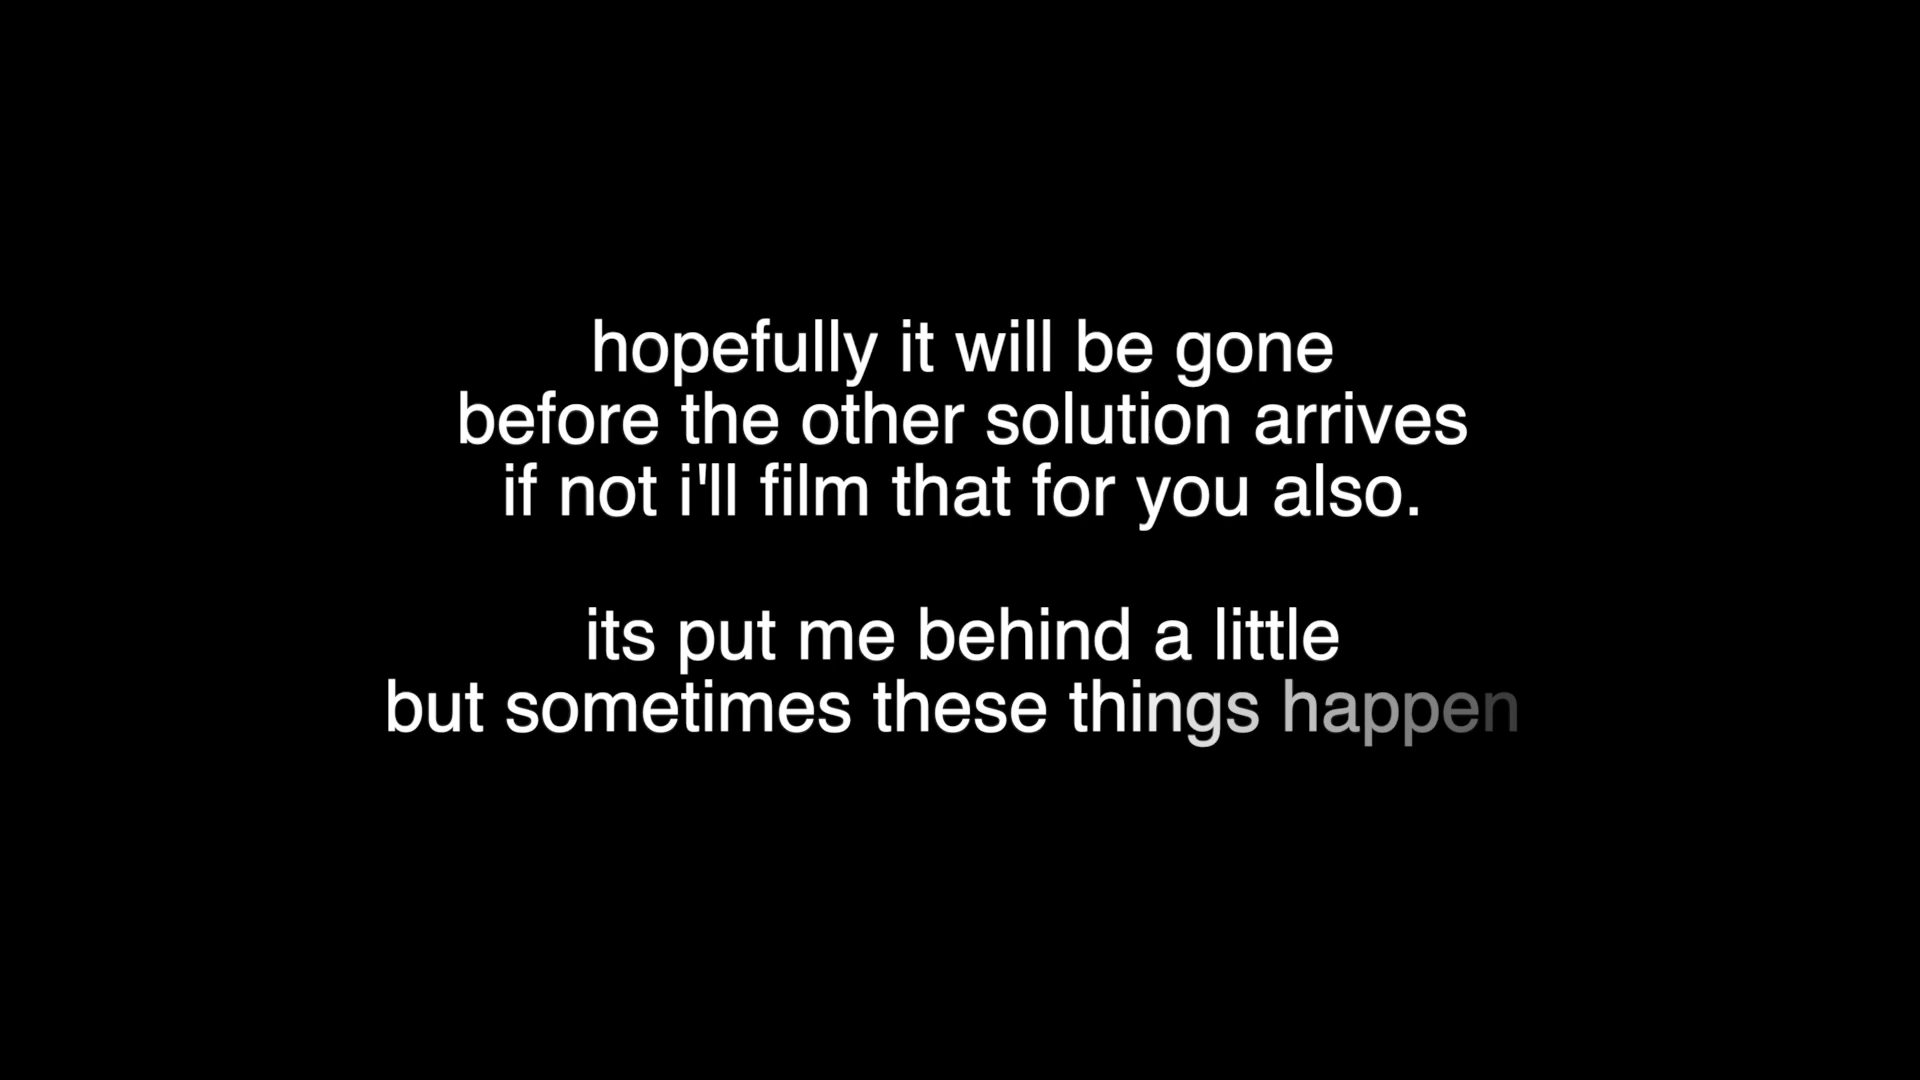 hopefully it will be gone
before the other solution arrives
if not i'll film that for you also.
its put me behind a little
but sometimes these things happen